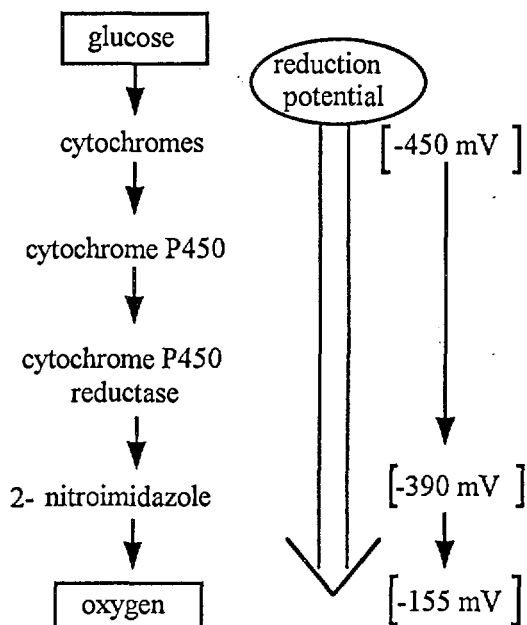 glucose
cytochromes
cytochrome P450
cytochrome P450
reductase
2- nitroimidazole
oxygen
reduction
potential
[-450 mV]
[-390 mV]
[-155 mV]